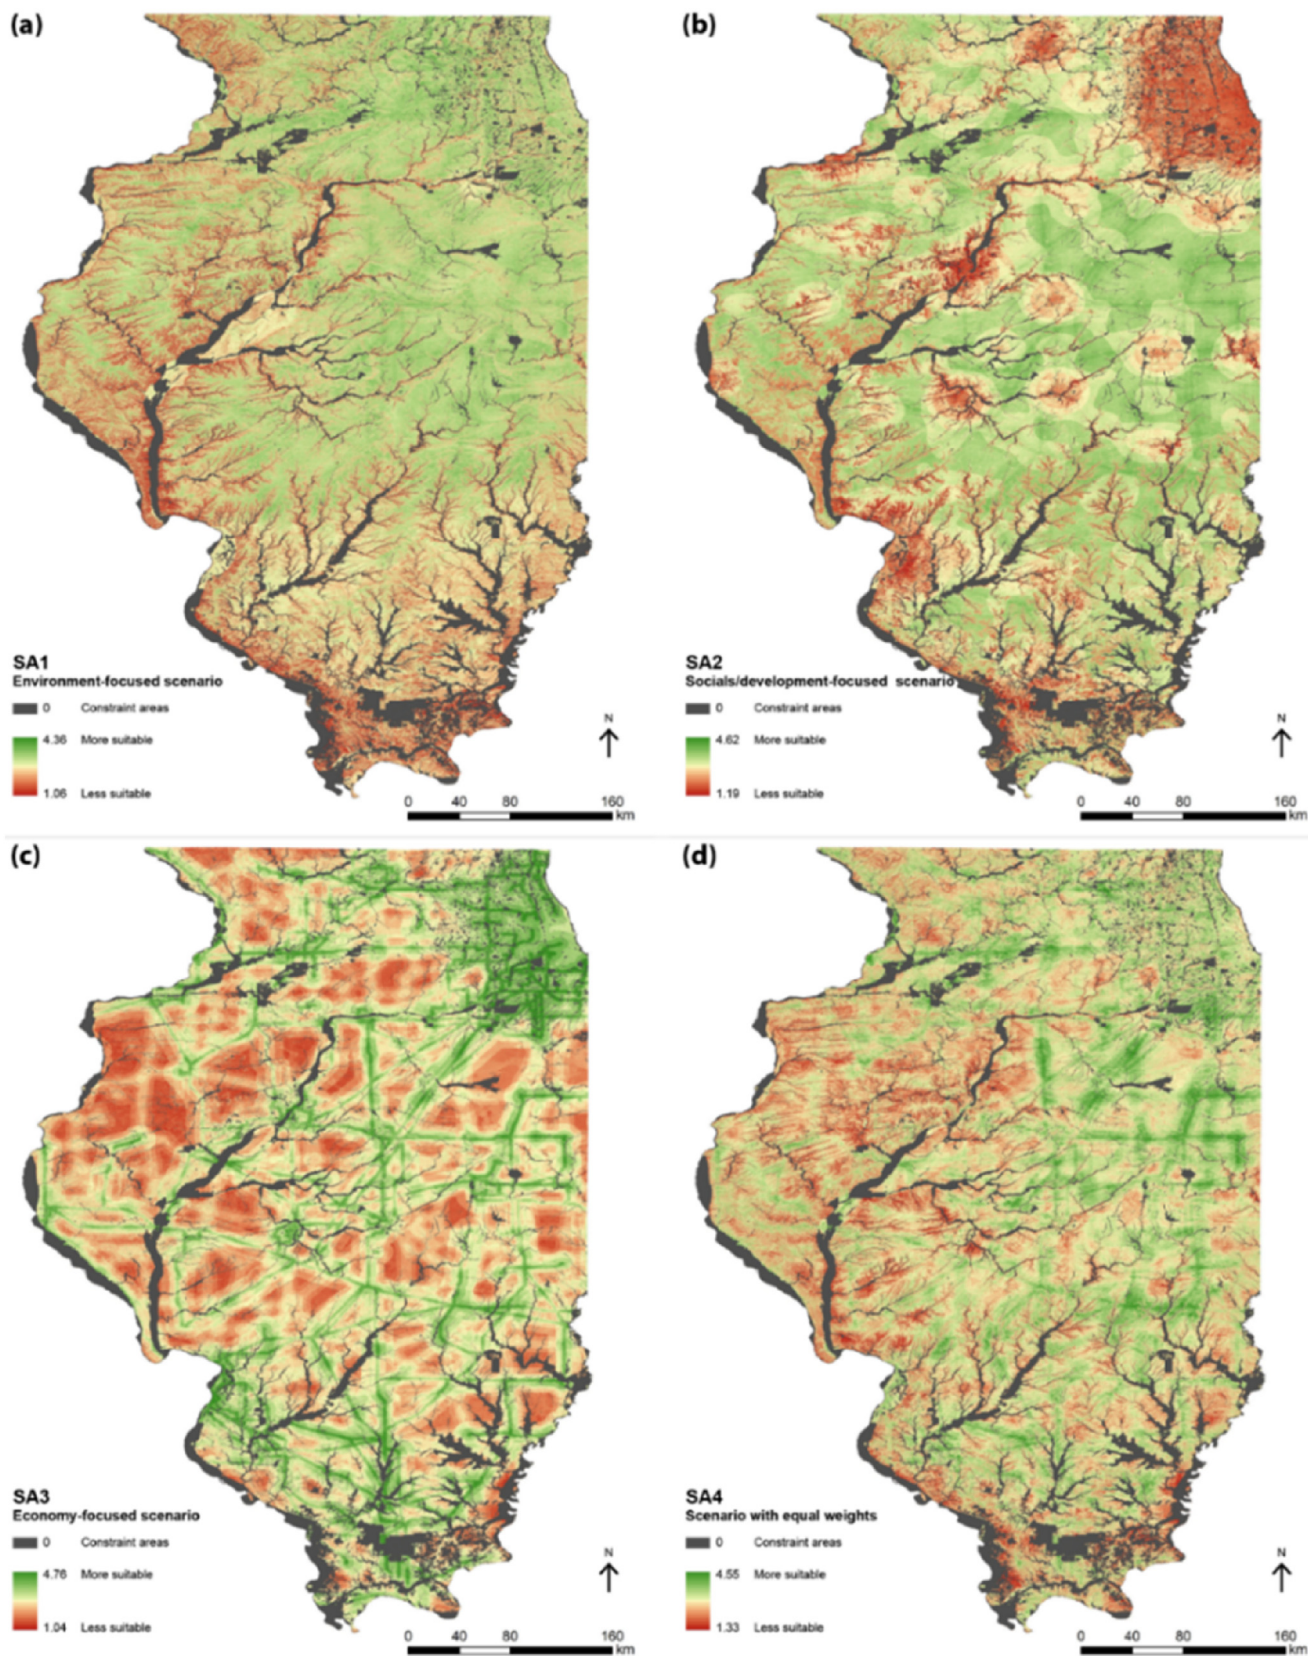 (a)
SA1
Environment-focused scenario
0 Constraint areas
4.36 More suitable
1.06 Less suitable
N
0 40 80 160
km
(b)
SA2
Socials/development-focused scenario
0 Constraint areas
4.62 More suitable
1.19 Less suitable
N
0 40 80 160
km
(c)
SA3
Economy-focused scenario
0 Constraint areas
4.76 More suitable
1.04 Less suitable
N
0 40 80 160
km
(d)
SA4
Scenario with equal weights
0 Constraint areas
4.55 More suitable
1.33 Less suitable
N
0 40 80 160
km